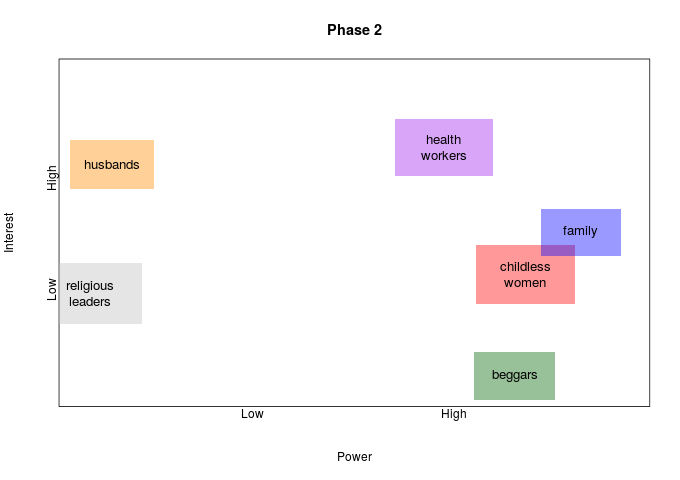 Phase 2
health
workers
husbands
High
family
Interest
childless
women
religious
leaders
Low
beggars
Low
High
Power